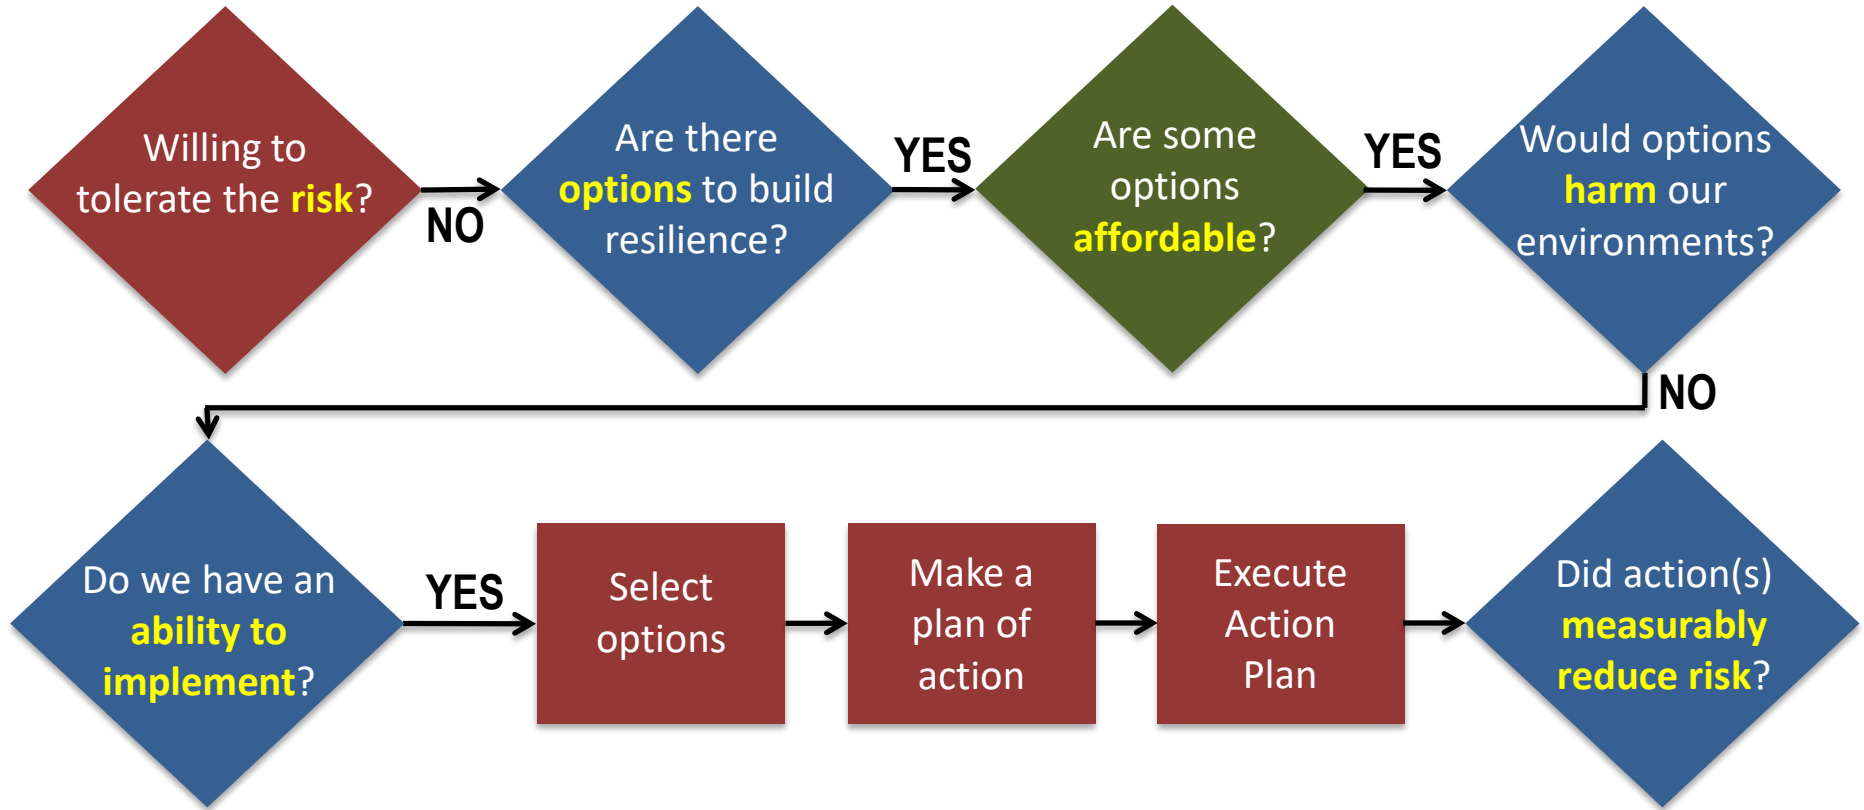 Willing to
tolerate the risk?
NO
Are there
options to build
resilience?
YES
Are some
options
affordable?
YES
Would options
harm our
environments?
NO
Do we have an
ability to
implement?
YES
Select
options
Make a
plan of
action
Execute
Action
Plan
Did action(s)
measurably
reduce risk?